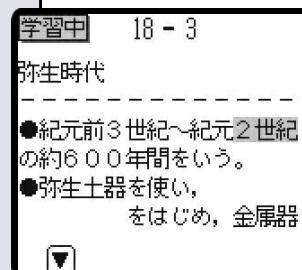 学習中 18－3
弥生時代
●紀元前3世紀～紀元2世紀
の約６００年間をいう。
●弥生土器を使い，
をはじめ，金属器
▼